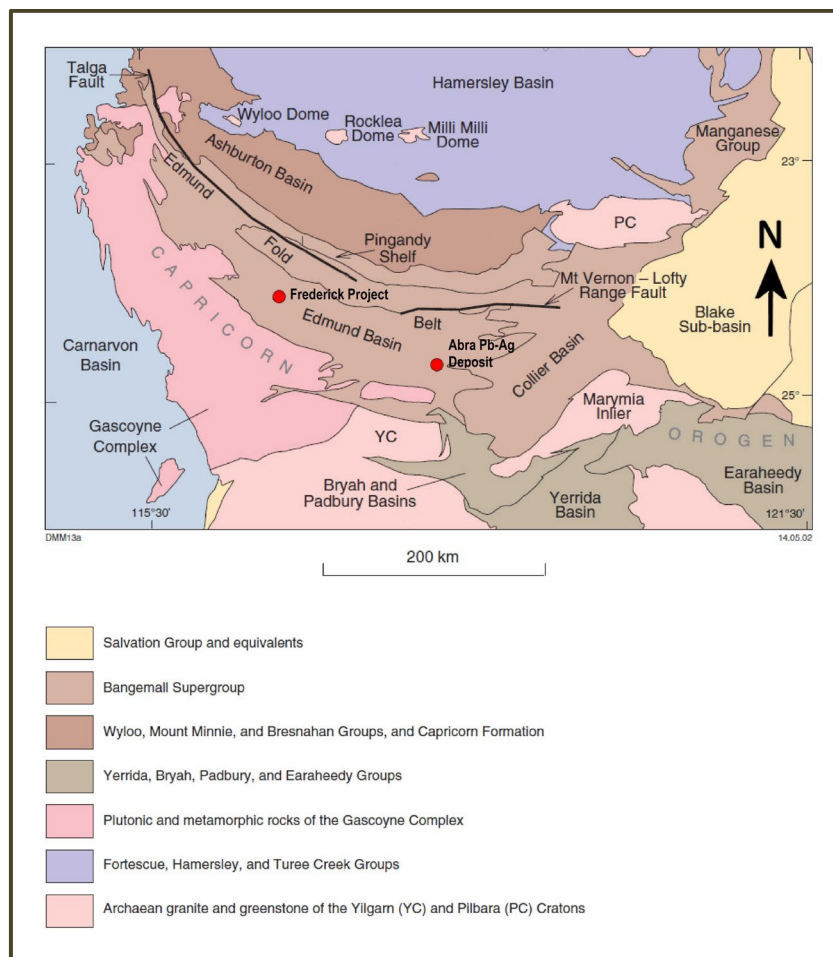 Talga
Fault
Hamersley Basin
Wyloo Dome
Rocklea
Dome
Milli Milli
Dome
Manganese
Group
23°
Ashburton Basin
Edmund
PC
Pingandy
Shelf
Fold
N
CAPRICORN
Mt Vernon – Lofty
Range Fault
Frederick Project
Belt
Edmund Basin
Blake
Sub-basin
Abra Pb-Ag
Deposit
Collier Basin
Carnarvon
Basin
25°
Marymia
Inlier
Gascoyne
Complex
YC
OROGEN
Bryah and
Padbury Basins
Yerrida
Basin
Earaheedy
Basin
115°30'
121°30'
DMM13a
14.05.02
200 km
Salvation Group and equivalents
Bangemall Supergroup
Wyloo, Mount Minnie, and Bresnahan Groups, and Capricorn Formation
Yerrida, Bryah, Padbury, and Earaheedy Groups
Plutonic and metamorphic rocks of the Gascoyne Complex
Fortescue, Hamersley, and Turee Creek Groups
Archaean granite and greenstone of the Yilgarn (YC) and Pilbara (PC) Cratons